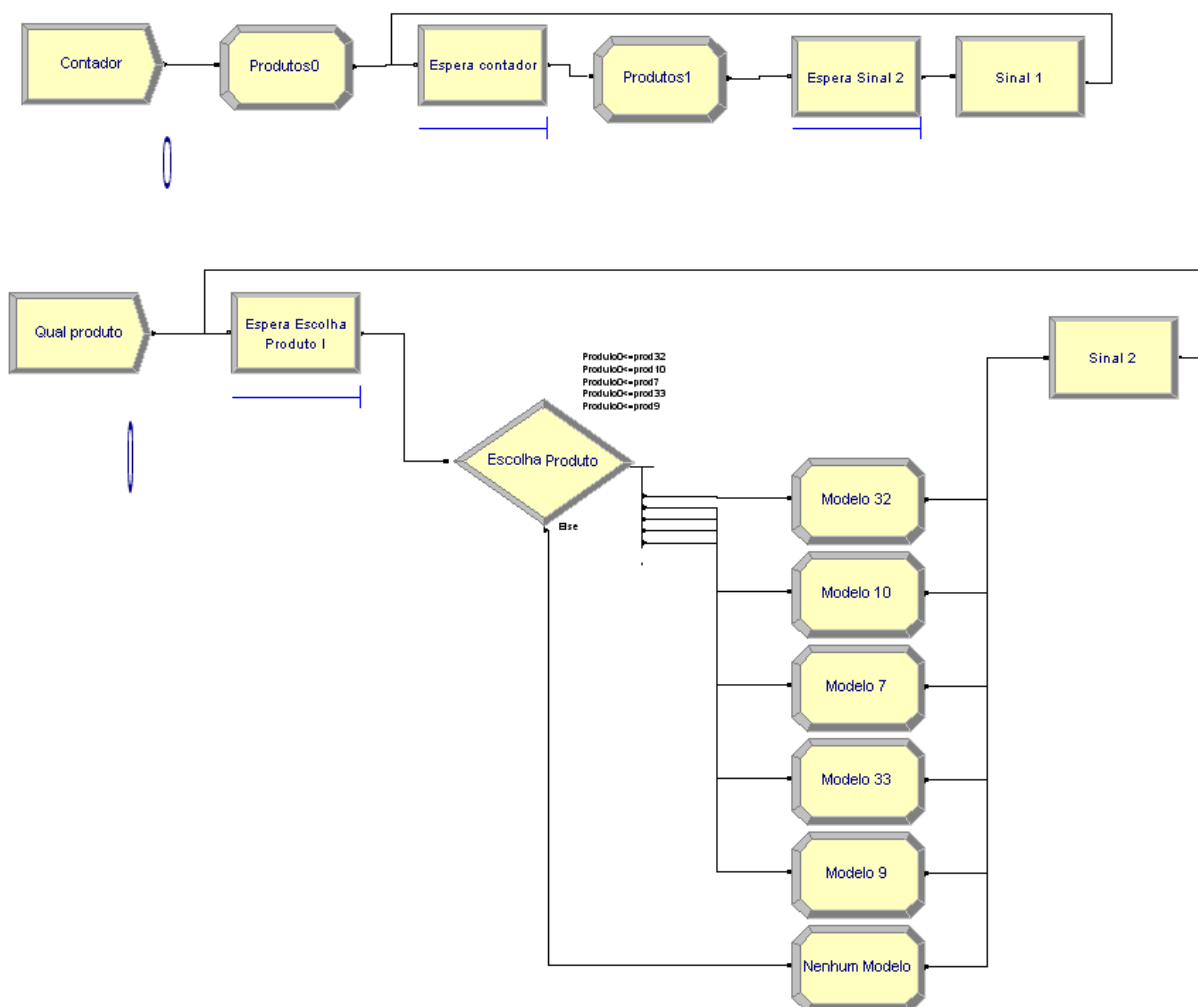 Contador
Produtos0
Espera contador
Produtos1
Espera Sinal 2
Sinal 1
Qual produto
Espera Escolha
Produto I
Produto0<=prod32
Produto0<=prod10
Produto0<=prod7
Produto0<=prod33
Produto0<=prod9
Escolha Produto
Else
Sinal 2
Modelo 32
Modelo 10
Modelo 7
Modelo 33
Modelo 9
Nenhum Modelo